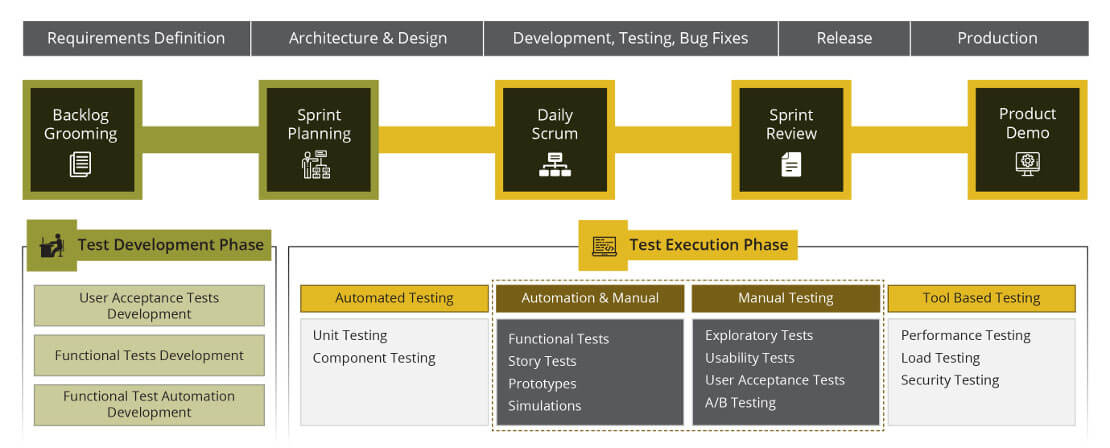 Requirements Definition
Architecture & Design
Development, Testing, Bug Fixes
Release
Production
Backlog
Grooming
Sprint
Planning
Daily
Scrum
Sprint
Review
Product
Demo
Test Development Phase
User Acceptance Tests
Development
Functional Tests Development
Functional Test Automation
Development
Test Execution Phase
Automated Testing
Unit Testing
Component Testing
Automation & Manual
Functional Tests
Story Tests
Prototypes
Simulations
Manual Testing
Exploratory Tests
Usability Tests
User Acceptance Tests
A/B Testing
Tool Based Testing
Performance Testing
Load Testing
Security Testing